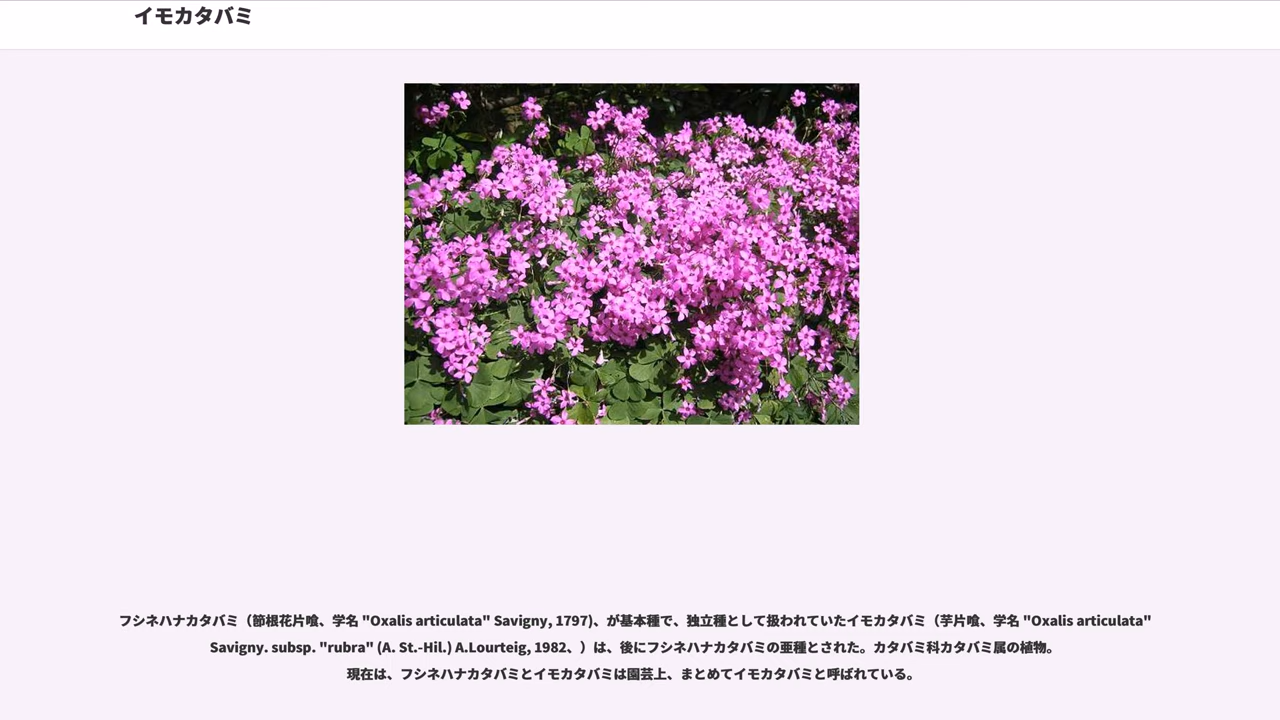 イモカタバミ
フシネハナカタバミ（節根花片喰、学名 "Oxalis articulata" Savigny, 1797)、が基本種で、独立種として扱われていたイモカタバミ（芋片喰、学名 "Oxalis articulata"
Savigny. subsp. "rubra" (A. St.-Hil.) A.Lourteig, 1982、）は、後にフシネハナカタバミの亜種とされた。カタバミ科カタバミ属の植物。
現在は、フシネハナカタバミとイモカタバミは園芸上、まとめてイモカタバミと呼ばれている。